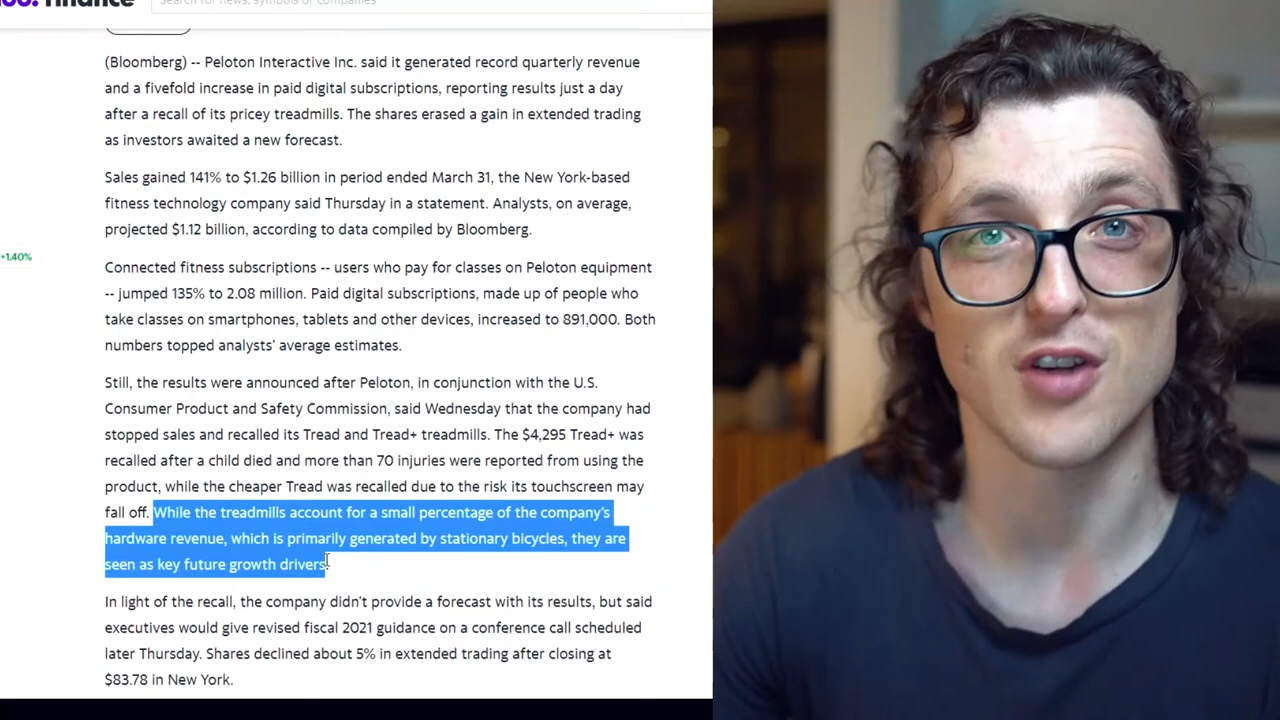 oo! finance
Search for news, symbols or companies
(Bloomberg) -- Peloton Interactive Inc. said it generated record quarterly revenue
and a fivefold increase in paid digital subscriptions, reporting results just a day
after a recall of its pricey treadmills. The shares erased a gain in extended trading
as investors awaited a new forecast.
Sales gained 141% to $1.26 billion in period ended March 31, the New York-based
fitness technology company said Thursday in a statement. Analysts, on average,
projected $1.12 billion, according to data compiled by Bloomberg.
+1.40%
Connected fitness subscriptions -- users who pay for classes on Peloton equipment
-- jumped 135% to 2.08 million. Paid digital subscriptions, made up of people who
take classes on smartphones, tablets and other devices, increased to 891,000. Both
numbers topped analysts' average estimates.
Still, the results were announced after Peloton, in conjunction with the U.S.
Consumer Product and Safety Commission, said Wednesday that the company had
stopped sales and recalled its Tread and Tread+ treadmills. The $4,295 Tread+ was
recalled after a child died and more than 70 injuries were reported from using the
product, while the cheaper Tread was recalled due to the risk its touchscreen may
fall off. While the treadmills account for a small percentage of the company's
hardware revenue, which is primarily generated by stationary bicycles, they are
seen as key future growth drivers.
In light of the recall, the company didn't provide a forecast with its results, but said
executives would give revised fiscal 2021 guidance on a conference call scheduled
later Thursday. Shares declined about 5% in extended trading after closing at
$83.78 in New York.